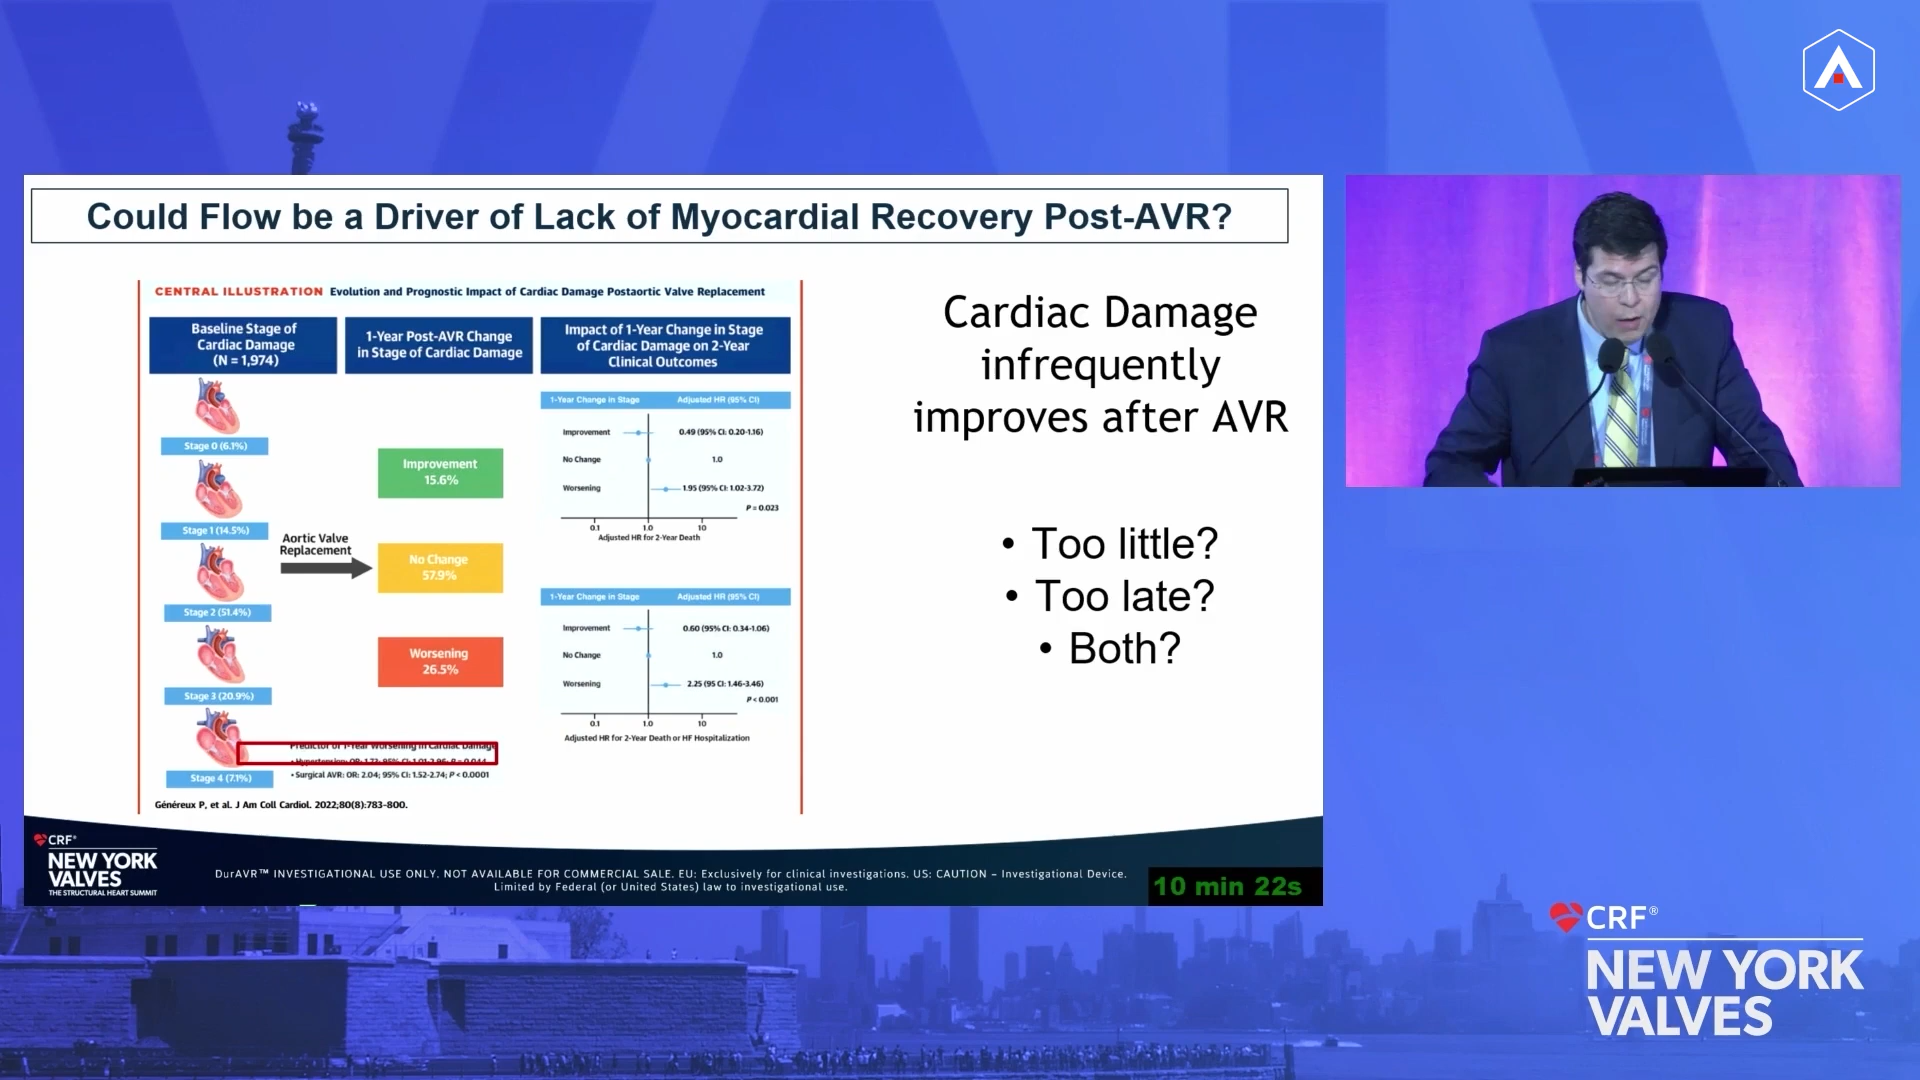 Could Flow be a Driver of Lack of Myocardial Recovery Post-AVR?
CENTRAL ILLUSTRATION Evolution and Prognostic Impact of Cardiac Damage Postaortic Valve Replacement
Baseline Stage of
Cardiac Damage
(N = 1,974)
Stage 0 (6.1%)
Stage 1 (14.5%)
Stage 2 (51.4%)
Stage 3 (20.9%)
Stage 4 (7.1%)
Aortic Valve
Replacement
1-Year Post-AVR Change
in Stage of Cardiac Damage
Improvement
15.6%
No Change
57.9%
Worsening
26.5%
Predictor of 1-Year Worsening in Cardiac Damage
• Hypertension: OR: 1.73; 95% CI: 1.01-2.96; P = 0.044
• Surgical AVR: OR: 2.04; 95% CI: 1.52-2.74; P < 0.0001
Impact of 1-Year Change in Stage
of Cardiac Damage on 2-Year
Clinical Outcomes
1-Year Change in Stage Adjusted HR (95% CI)
Improvement 0.49 (95% CI: 0.20-1.16)
No Change 1.0
Worsening 1.95 (95% CI: 1.02-3.72)
P = 0.023
0.1 1.0 10
Adjusted HR for 2-Year Death
1-Year Change in Stage Adjusted HR (95% CI)
Improvement 0.60 (95% CI: 0.34-1.06)
No Change 1.0
Worsening 2.25 (95 CI: 1.46-3.46)
P < 0.001
0.1 1.0 10
Adjusted HR for 2-Year Death or HF Hospitalization
Généreux P, et al. J Am Coll Cardiol. 2022;80(8):783-800.
Cardiac Damage
infrequently
improves after AVR
• Too little?
• Too late?
• Both?
CRF®
NEW YORK
VALVES
THE STRUCTURAL HEART SUMMIT
DurAVR™ INVESTIGATIONAL USE ONLY. NOT AVAILABLE FOR COMMERCIAL SALE. EU: Exclusively for clinical investigations. US: CAUTION – Investigational Device.
Limited by Federal (or United States) law to investigational use.
10 min 22s
CRF®
NEW YORK
VALVES